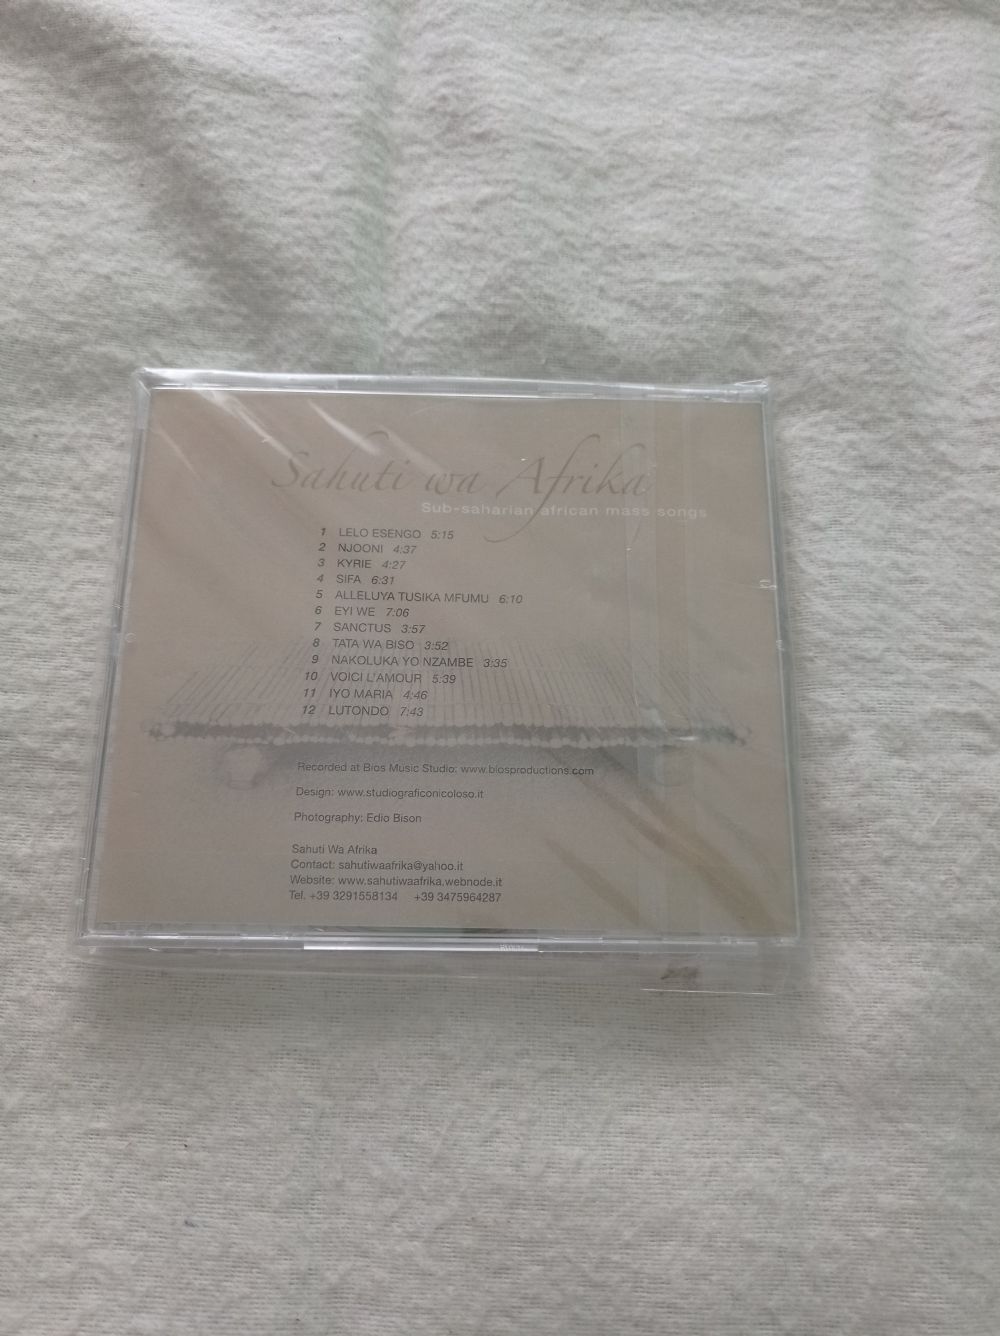 Sahuti wa Afrika
Sub-saharian african mass songs
1 LELO ESENGO 5:15
2 NJOONI 4:37
3 KYRIE 4:27
4 SIFA 6:31
5 ALLELUYA TUSIKA MFUMU 6:10
6 EYI WE 7:06
7 SANCTUS 3:57
8 TATA WA BISO 3:52
9 NAKOLUKA YO NZAMBE 3:35
10 VOICI L'AMOUR 5:39
11 IYO MARIA 4:46
12 LUTONDO 7:43
Recorded at Bios Music Studio: www.biosproductions.com
Design: www.studiograficonicoloso.it
Photography: Edio Bison
Sahuti Wa Afrika
Contact: sahutiwaafrika@yahoo.it
Website: www.sahutiwaafrika.webnode.it
Tel. +39 3291558134 +39 3475964287